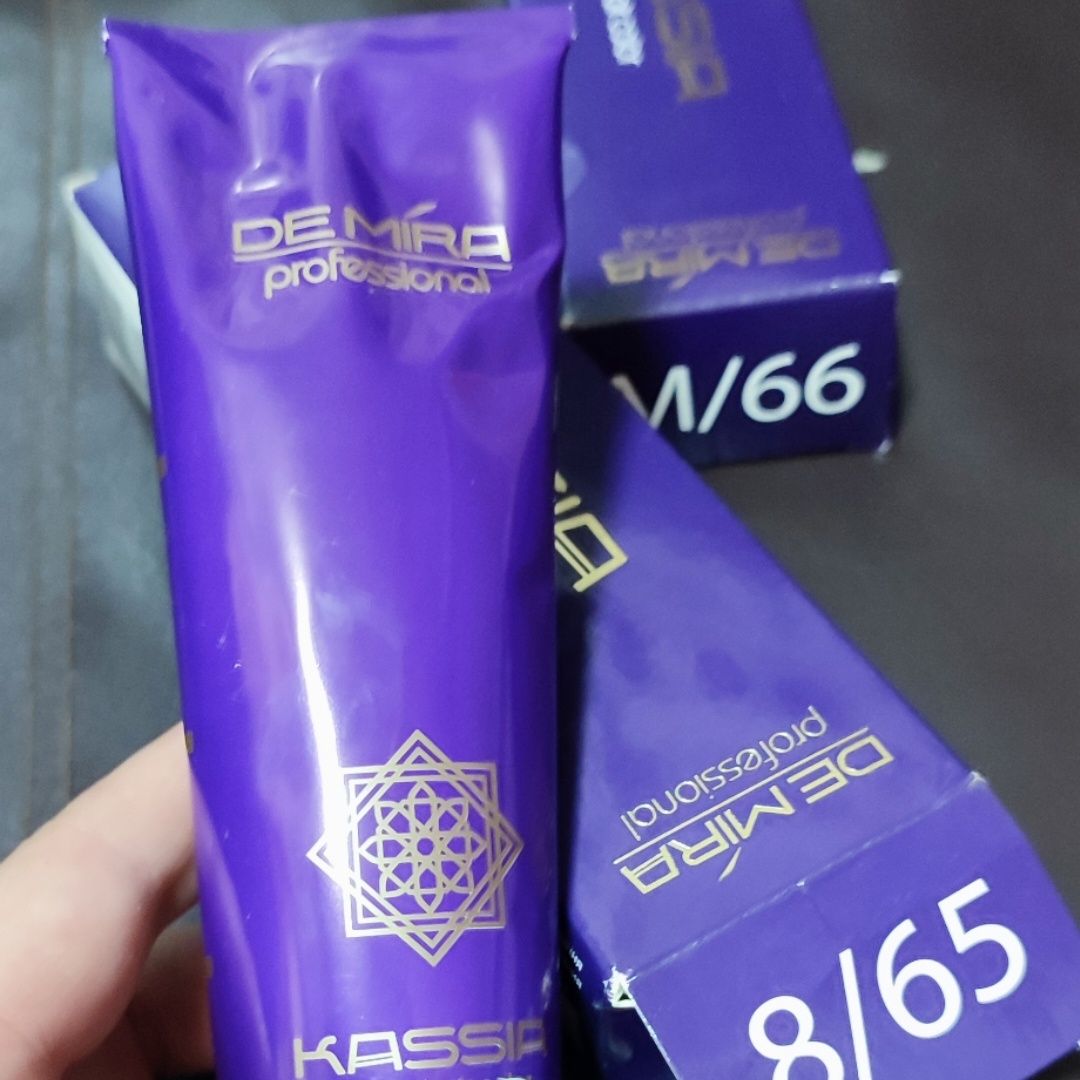 DE MÍRA
professional
KASSIA
DE MÍRA
professional
M/66
DE MÍRA
professional
8/65